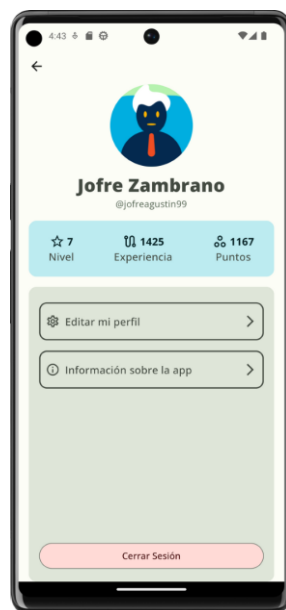 4:43
Jofre Zambrano
@jofreagustin99
7 1425 1167
Nivel Experiencia Puntos
Editar mi perfil
Información sobre la app
Cerrar Sesión